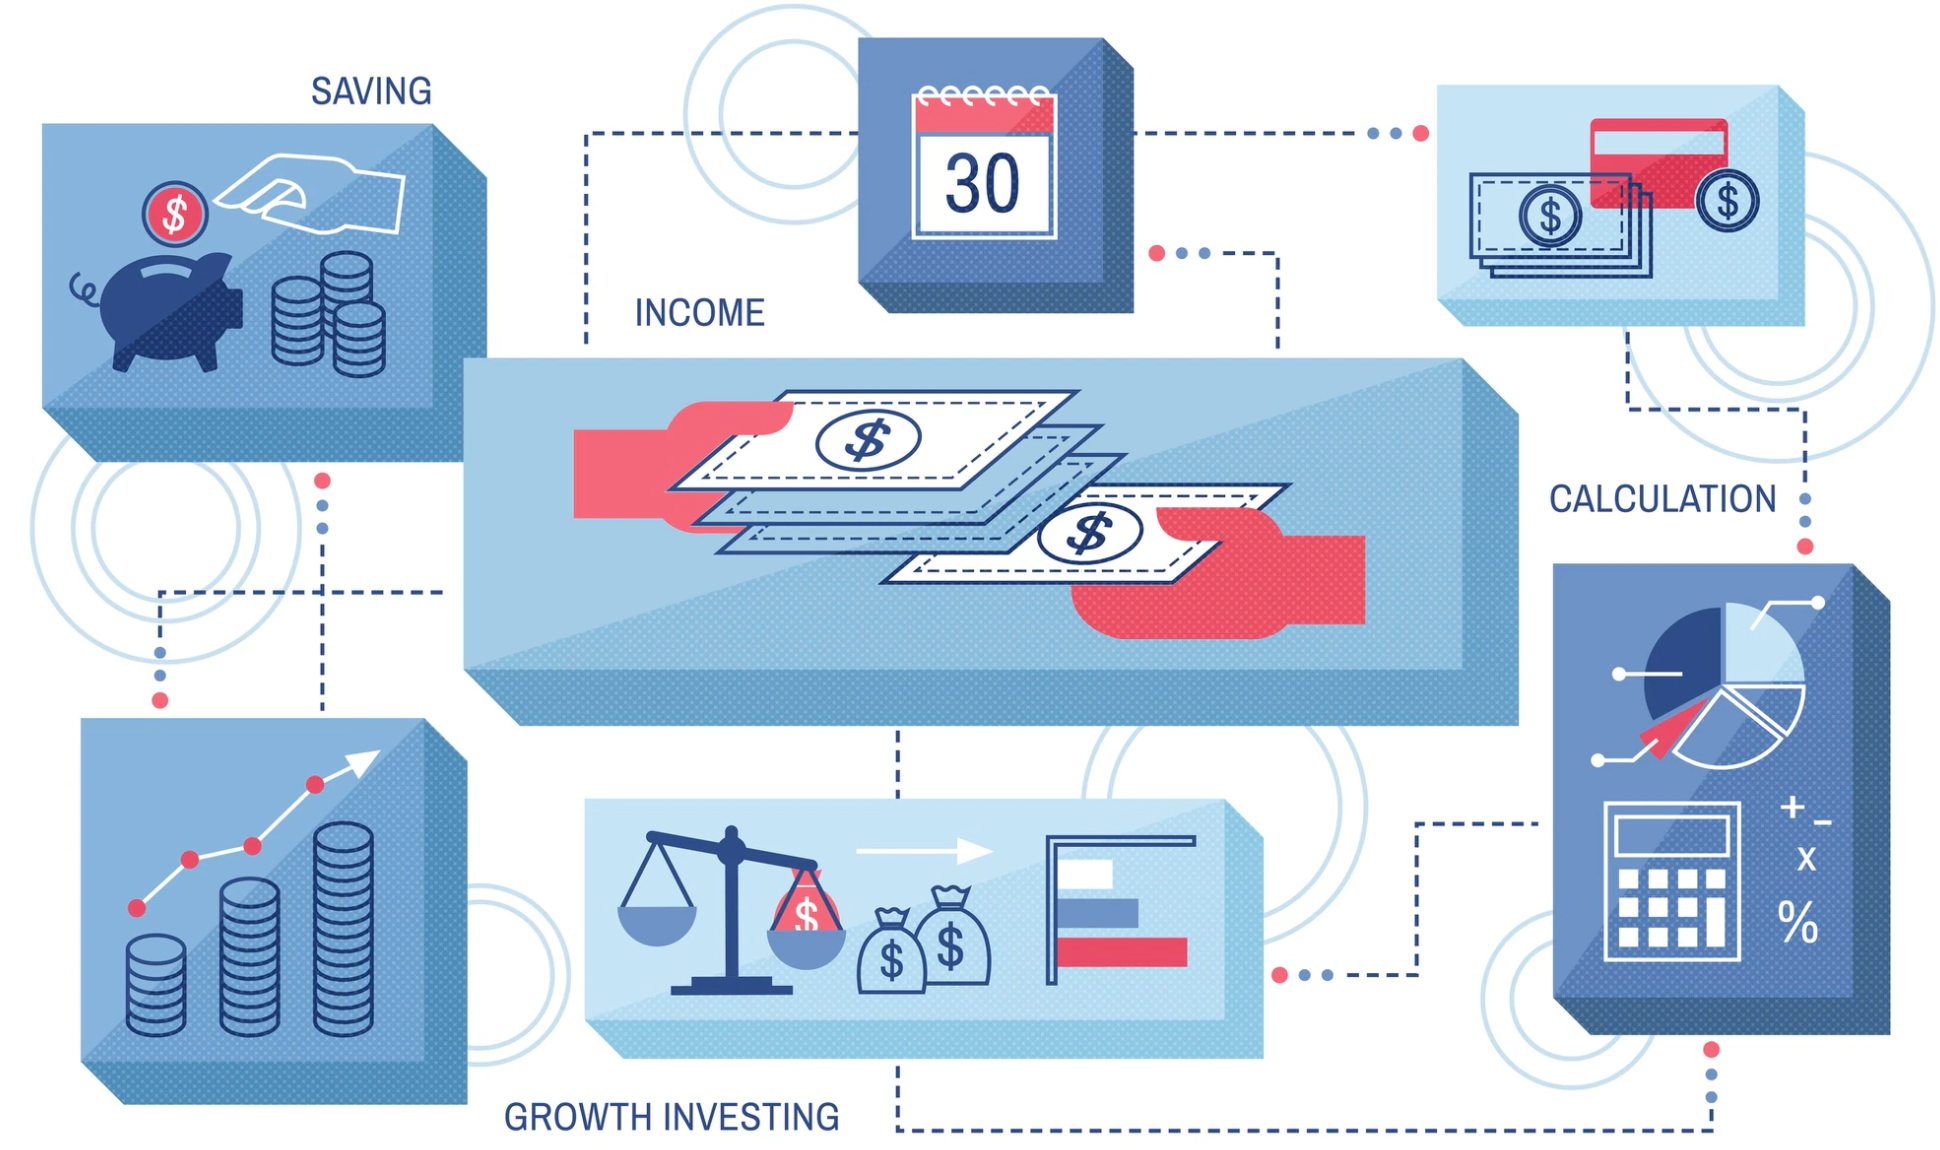 SAVING
30
$
$
$
INCOME
$
$
CALCULATION
$
$
$
+ −
x
%
GROWTH INVESTING